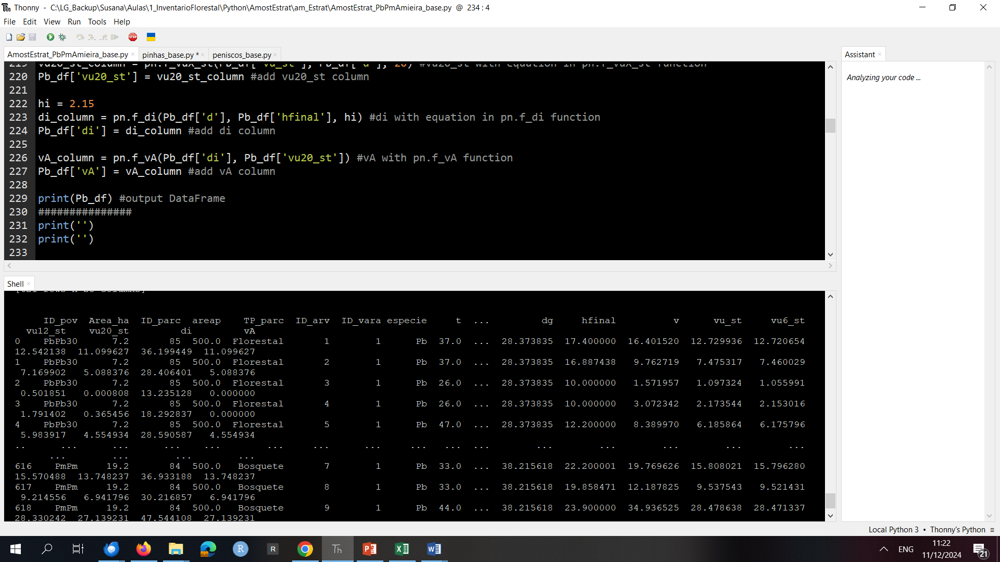 Thonny - C:\LG_Backup\Susana\Aulas\1_InventarioFlorestal\Python\AmostEstrat\am_Estrat\AmostEstrat_PbPmAmieira_base.py @ 234 : 4
File Edit View Run Tools Help
STOP
AmostEstrat_PbPmAmieira_base.py × pinhas_base.py * × peniscos_base.py ×
219 vu20_st_column = pn.f_vuX_st(Pb_df['vu_st'], Pb_df['d'], 20) #vu20_st with equation in pn.f_vuX_st function
220 Pb_df['vu20_st'] = vu20_st_column #add vu20_st column
221
222 hi = 2.15
223 di_column = pn.f_di(Pb_df['d'], Pb_df['hfinal'], hi) #di with equation in pn.f_di function
224 Pb_df['di'] = di_column #add di column
225
226 vA_column = pn.f_vA(Pb_df['di'], Pb_df['vu20_st']) #vA with pn.f_vA function
227 Pb_df['vA'] = vA_column #add vA column
228
229 print(Pb_df) #output DataFrame
230 ###############
231 print('')
232 print('')
233
Shell ×
ID_pov Area_ha ID_parc areap TP_parc ID_arv ID_vara especie t ... dg hfinal v vu_st vu6_st
vu12_st vu20_st di vA
0 PbPb30 7.2 85 500.0 Florestal 1 1 Pb 37.0 ... 28.373835 17.400000 16.401520 12.729936 12.720654
12.542138 11.099627 36.199449 11.099627
1 PbPb30 7.2 85 500.0 Florestal 2 1 Pb 37.0 ... 28.373835 16.887438 9.762719 7.475317 7.460029
7.169902 5.088376 28.406401 5.088376
2 PbPb30 7.2 85 500.0 Florestal 3 1 Pb 26.0 ... 28.373835 10.000000 1.571957 1.097324 1.055991
0.501851 0.000808 13.235128 0.000000
3 PbPb30 7.2 85 500.0 Florestal 4 1 Pb 26.0 ... 28.373835 10.000000 3.072342 2.173544 2.153016
1.791402 0.365456 18.292837 0.000000
4 PbPb30 7.2 85 500.0 Florestal 5 1 Pb 47.0 ... 28.373835 12.200000 8.389970 6.185864 6.175796
5.983917 4.554934 28.590587 4.554934
.. ... ... ... ... ... ... ... ... ... ... ... ... ... ... ...
... ... ... ...
616 PmPm 19.2 84 500.0 Bosquete 7 1 Pb 33.0 ... 38.215618 22.200001 19.769626 15.808021 15.796280
15.570488 13.748237 36.933188 13.748237
617 PmPm 19.2 84 500.0 Bosquete 8 1 Pb 33.0 ... 38.215618 19.858471 12.187825 9.537543 9.521431
9.214556 6.941796 30.216857 6.941796
618 PmPm 19.2 84 500.0 Bosquete 9 1 Pb 44.0 ... 38.215618 23.900000 34.936525 28.478638 28.471337
28.330242 27.139231 47.544108 27.139231
Assistant ×
Analyzing your code ...
Local Python 3 • Thonny's Python ≡
ENG
11:22
11/12/2024
21